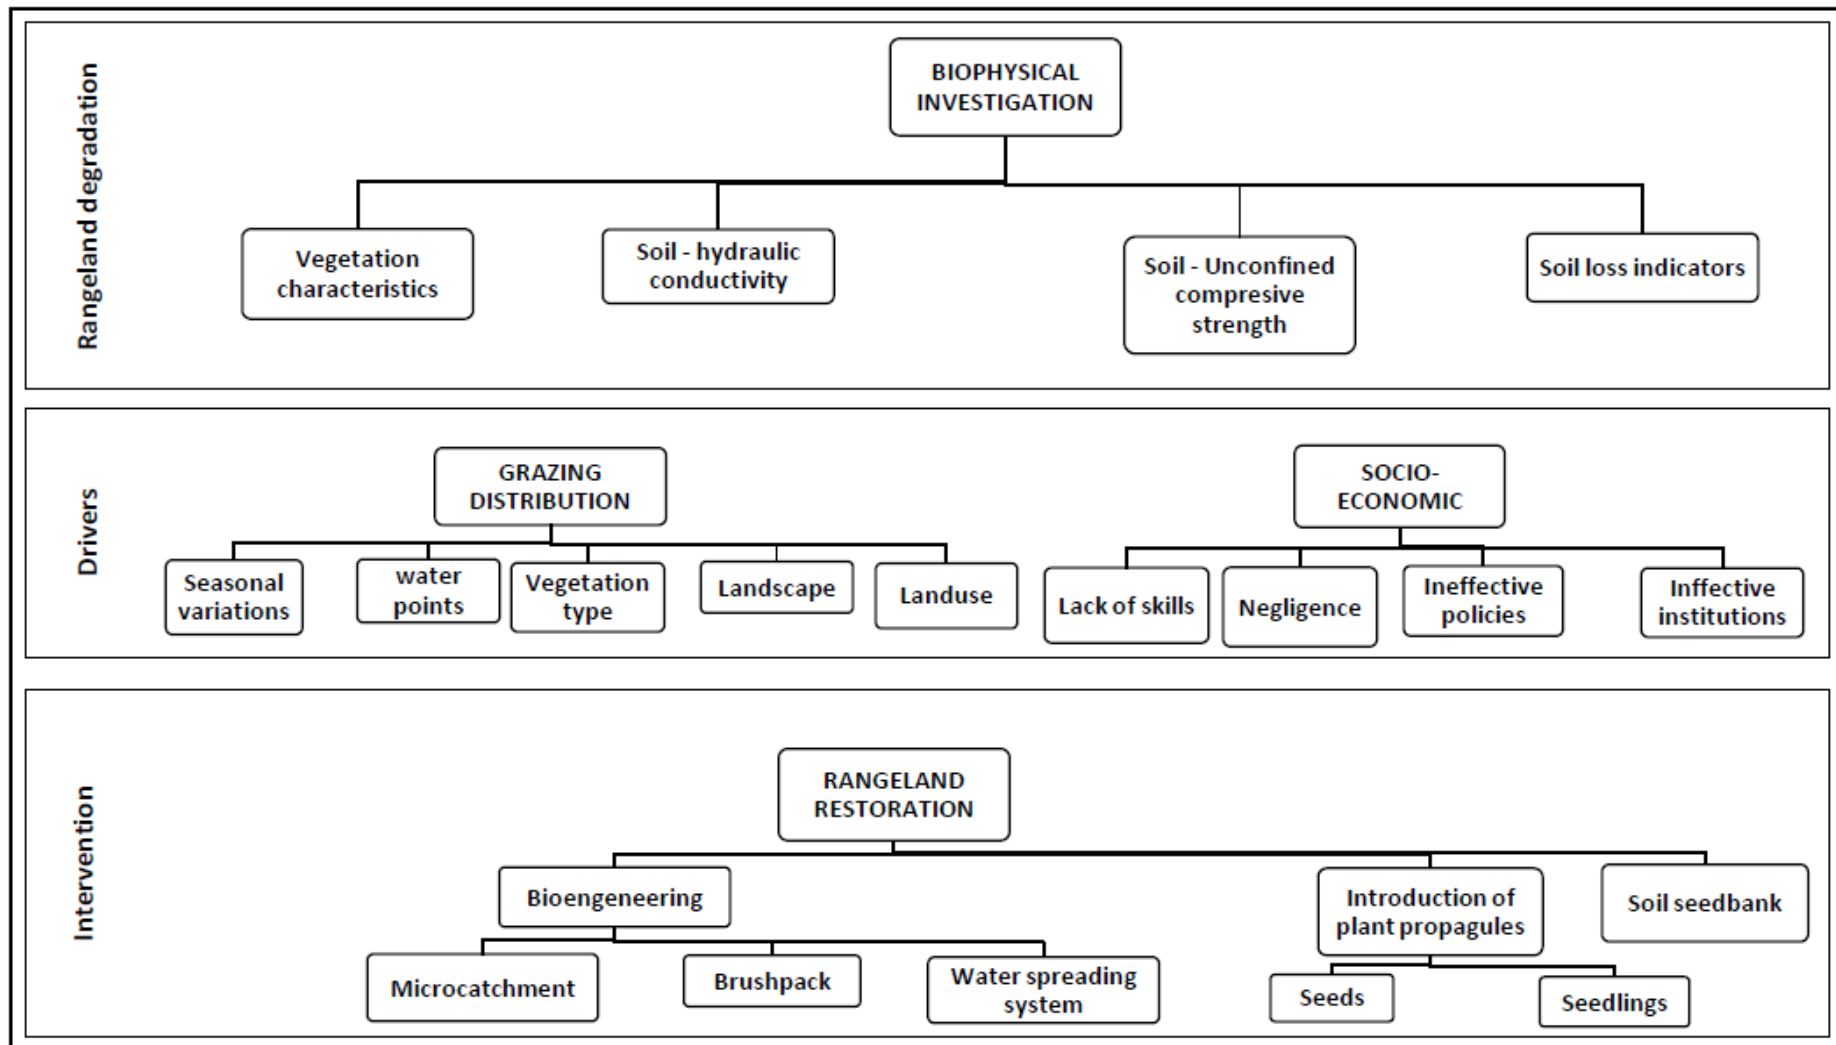 Rangeland degradation
BIOPHYSICAL
INVESTIGATION
Vegetation
characteristics
Soil - hydraulic
conductivity
Soil - Unconfined
compresive
strength
Soil loss indicators
Drivers
GRAZING
DISTRIBUTION
Seasonal
variations
water
points
Vegetation
type
Landscape
Landuse
SOCIO-
ECONOMIC
Lack of skills
Negligence
Ineffective
policies
Inffective
institutions
Intervention
RANGELAND
RESTORATION
Bioengeneering
Microcatchment
Brushpack
Water spreading
system
Introduction of
plant propagules
Seeds
Seedlings
Soil seedbank